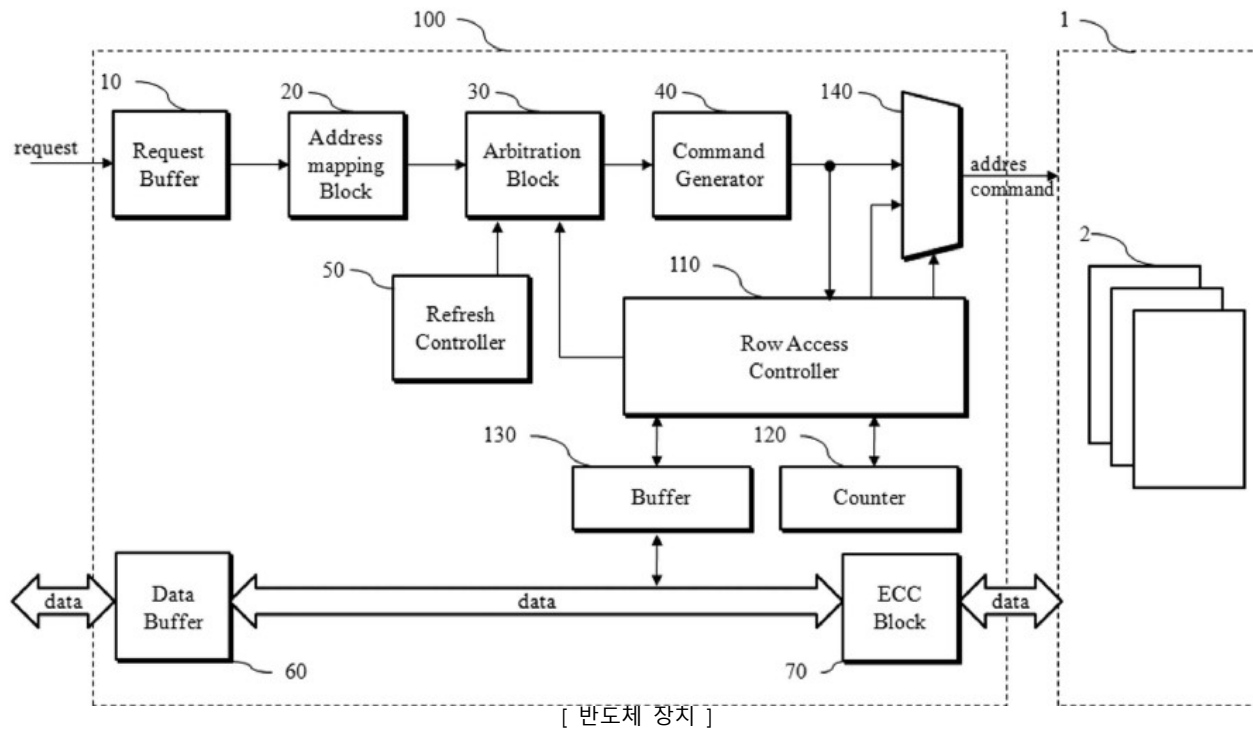 100
1
10
20
30
40
140
request
Request
Buffer
Address
mapping
Block
Arbitration
Block
Command
Generator
addres
command
2
50
110
Refresh
Controller
Row Access
Controller
130
120
Buffer
Counter
data
Data
Buffer
data
ECC
Block
data
60
70
[ 반도체 장치 ]